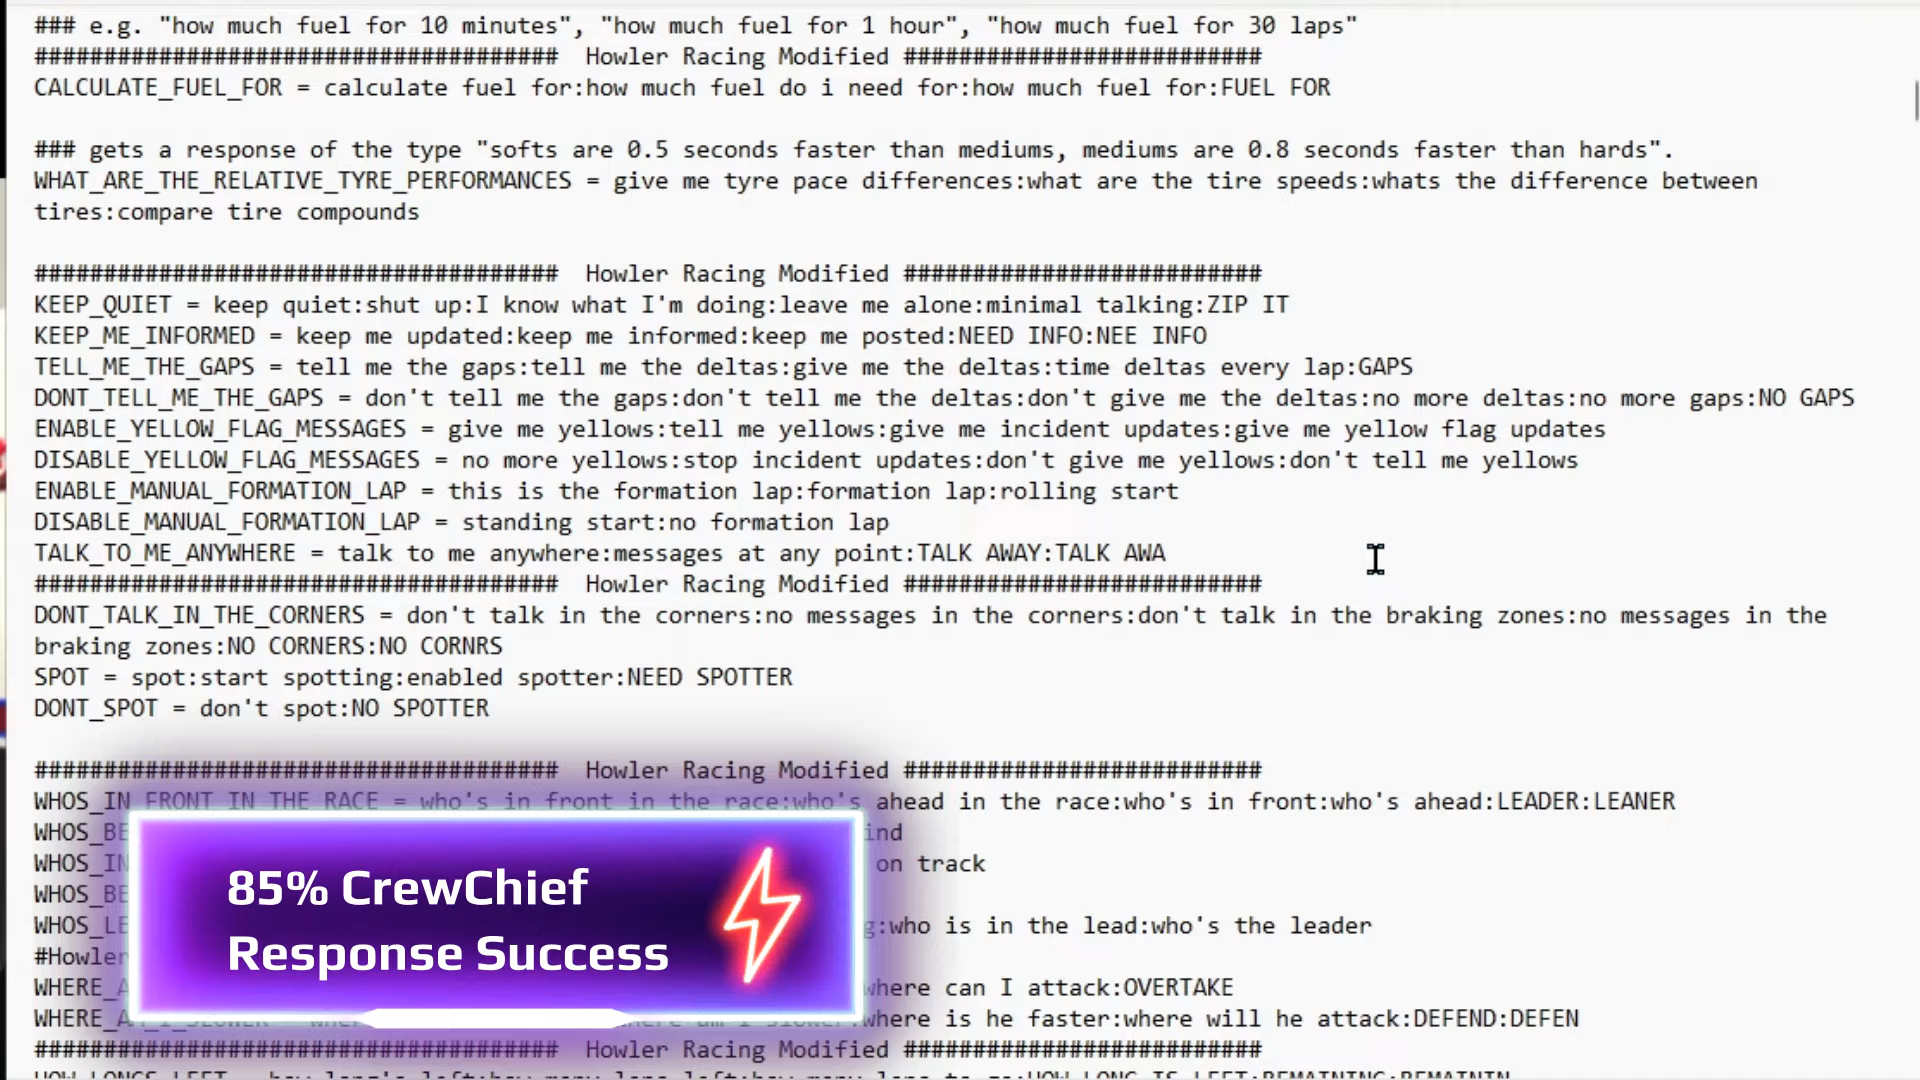 ### e.g. "how much fuel for 10 minutes", "how much fuel for 1 hour", "how much fuel for 30 laps"
###################################### Howler Racing Modified ##########################
CALCULATE_FUEL_FOR = calculate fuel for:how much fuel do i need for:how much fuel for:FUEL FOR
### gets a response of the type "softs are 0.5 seconds faster than mediums, mediums are 0.8 seconds faster than hards".
WHAT_ARE_THE_RELATIVE_TYRE_PERFORMANCES = give me tyre pace differences:what are the tire speeds:whats the difference between
tires:compare tire compounds
###################################### Howler Racing Modified ##########################
KEEP_QUIET = keep quiet:shut up:I know what I'm doing:leave me alone:minimal talking:ZIP IT
KEEP_ME_INFORMED = keep me updated:keep me informed:keep me posted:NEED INFO:NEE INFO
TELL_ME_THE_GAPS = tell me the gaps:tell me the deltas:give me the deltas:time deltas every lap:GAPS
DONT_TELL_ME_THE_GAPS = don't tell me the gaps:don't tell me the deltas:don't give me the deltas:no more deltas:no more gaps:NO GAPS
ENABLE_YELLOW_FLAG_MESSAGES = give me yellows:tell me yellows:give me incident updates:give me yellow flag updates
DISABLE_YELLOW_FLAG_MESSAGES = no more yellows:stop incident updates:don't give me yellows:don't tell me yellows
ENABLE_MANUAL_FORMATION_LAP = this is the formation lap:formation lap:rolling start
DISABLE_MANUAL_FORMATION_LAP = standing start:no formation lap
TALK_TO_ME_ANYWHERE = talk to me anywhere:messages at any point:TALK AWAY:TALK AWA
###################################### Howler Racing Modified ##########################
DONT_TALK_IN_THE_CORNERS = don't talk in the corners:no messages in the corners:don't talk in the braking zones:no messages in the
braking zones:NO CORNERS:NO CORNRS
SPOT = spot:start spotting:enabled spotter:NEED SPOTTER
DONT_SPOT = don't spot:NO SPOTTER
###################################### Howler Racing Modified ##########################
WHOS_IN_FRONT_IN_THE_RACE = who's in front in the race:who's ahead in the race:who's in front:who's ahead:LEADER:LEANER
on track
who is in the lead:who's the leader
#Howler
where can I attack:OVERTAKE
where is he faster:where will he attack:DEFEND:DEFEN
###################################### Howler Racing Modified ##########################
85% CrewChief
Response Success